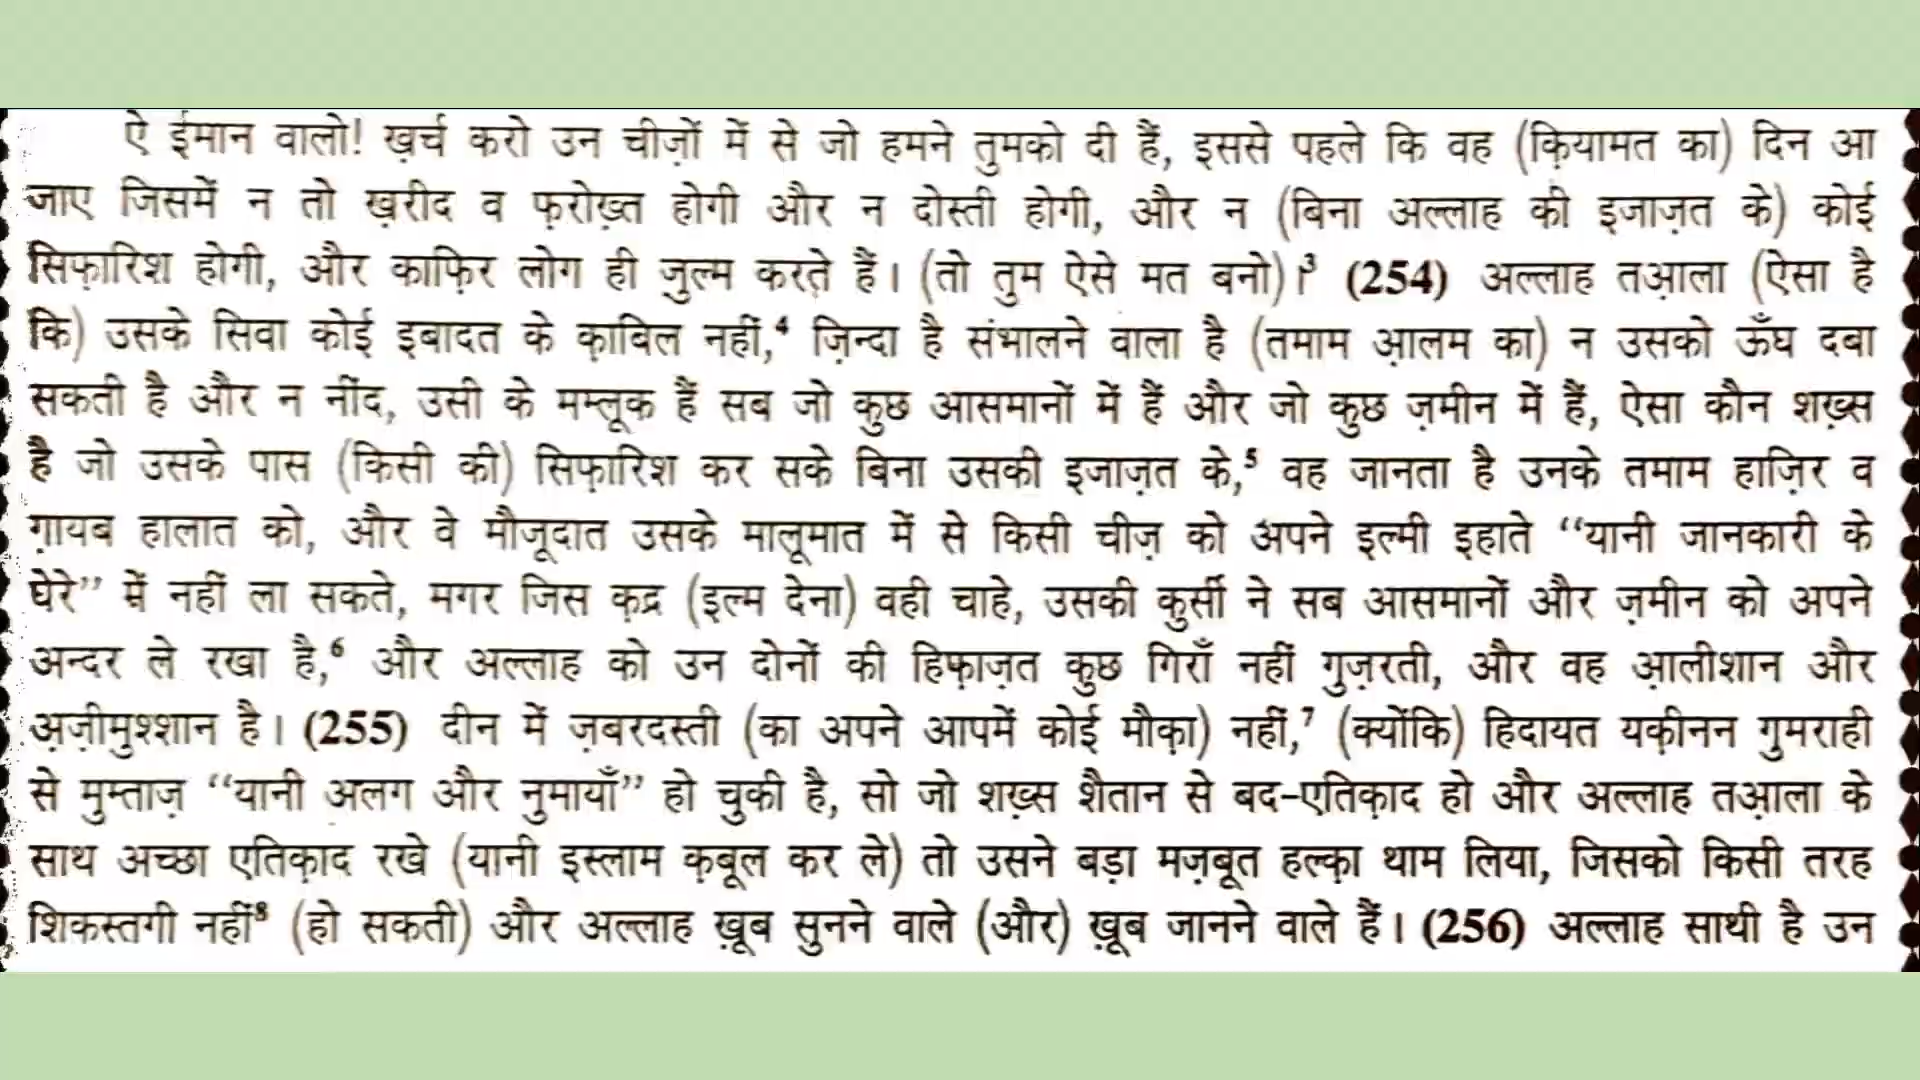 ऐ ईमान वालो! ख़र्च करो उन चीज़ों में से जो हमने तुमको दी हैं, इससे पहले कि वह (क़ियामत का) दिन आ
जाए जिसमें न तो ख़रीद व फ़रोख़्त होगी और न दोस्ती होगी, और न (बिना अल्लाह की इजाज़त के) कोई
सिफ़ारिश होगी, और काफ़िर लोग ही ज़ुल्म करते हैं। (तो तुम ऐसे मत बनो)।³ (254) अल्लाह तआ़ला (ऐसा है
कि) उसके सिवा कोई इबादत के क़ाबिल नहीं,⁴ ज़िन्दा है संभालने वाला है (तमाम आ़लम का) न उसको ऊँघ दबा
सकती है और न नींद, उसी के मम्लूक हैं सब जो कुछ आसमानों में हैं और जो कुछ ज़मीन में हैं, ऐसा कौन शख़्स
है जो उसके पास (किसी की) सिफ़ारिश कर सके बिना उसकी इजाज़त के,⁵ वह जानता है उनके तमाम हाज़िर व
ग़ायब हालात को, और वे मौजूदात उसके मालूमात में से किसी चीज़ को अपने इल्मी इहाते “यानी जानकारी के
घेरे” में नहीं ला सकते, मगर जिस क़द्र (इल्म देना) वही चाहे, उसकी कुर्सी ने सब आसमानों और ज़मीन को अपने
अन्दर ले रखा है,⁶ और अल्लाह को उन दोनों की हिफ़ाज़त कुछ गिराँ नहीं गुज़रती, और वह आ़लीशान और
अ़ज़ीमुश्शान है। (255) दीन में ज़बरदस्ती (का अपने आपमें कोई मौक़ा) नहीं,⁷ (क्योंकि) हिदायत यक़ीनन गुमराही
से मुम्ताज़ “यानी अलग और नुमायाँ” हो चुकी है, सो जो शख़्स शैतान से बद-एतिक़ाद हो और अल्लाह तआ़ला के
साथ अच्छा एतिक़ाद रखे (यानी इस्लाम क़बूल कर ले) तो उसने बड़ा मज़बूत हल्क़ा थाम लिया, जिसको किसी तरह
शिकस्तगी नहीं⁸ (हो सकती) और अल्लाह ख़ूब सुनने वाले (और) ख़ूब जानने वाले हैं। (256) अल्लाह साथी है उन